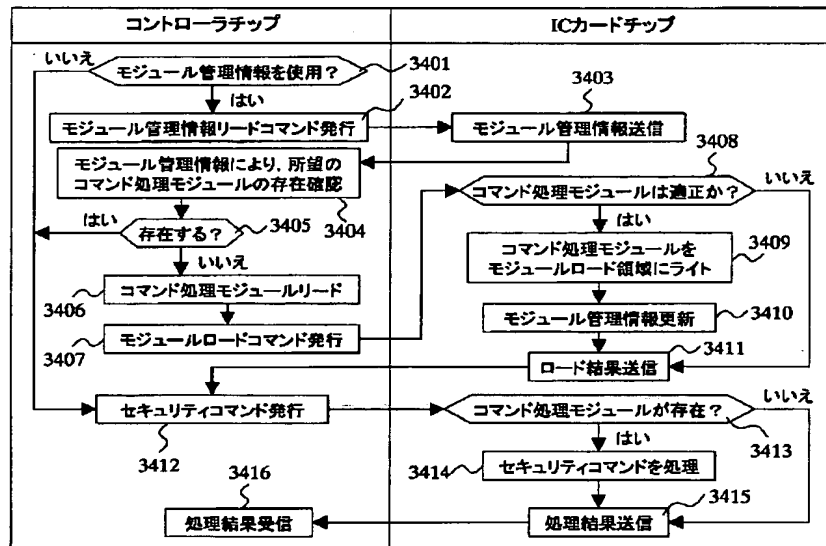 コントローラチップ
ICカードチップ
いいえ
モジュール管理情報を使用？
3401
はい
3402
3403
モジュール管理情報リードコマンド発行
モジュール管理情報送信
モジュール管理情報により、所望の
コマンド処理モジュールの存在確認
3404
3408
コマンド処理モジュールは適正か？
いいえ
はい
存在する？
3405
はい
3409
コマンド処理モジュールを
モジュールロード領域にライト
いいえ
コマンド処理モジュールリード
3406
モジュール管理情報更新
3410
モジュールロードコマンド発行
3407
3411
ロード結果送信
セキュリティコマンド発行
3412
コマンド処理モジュールが存在？
いいえ
3413
はい
3414
セキュリティコマンドを処理
3416
3415
処理結果受信
処理結果送信